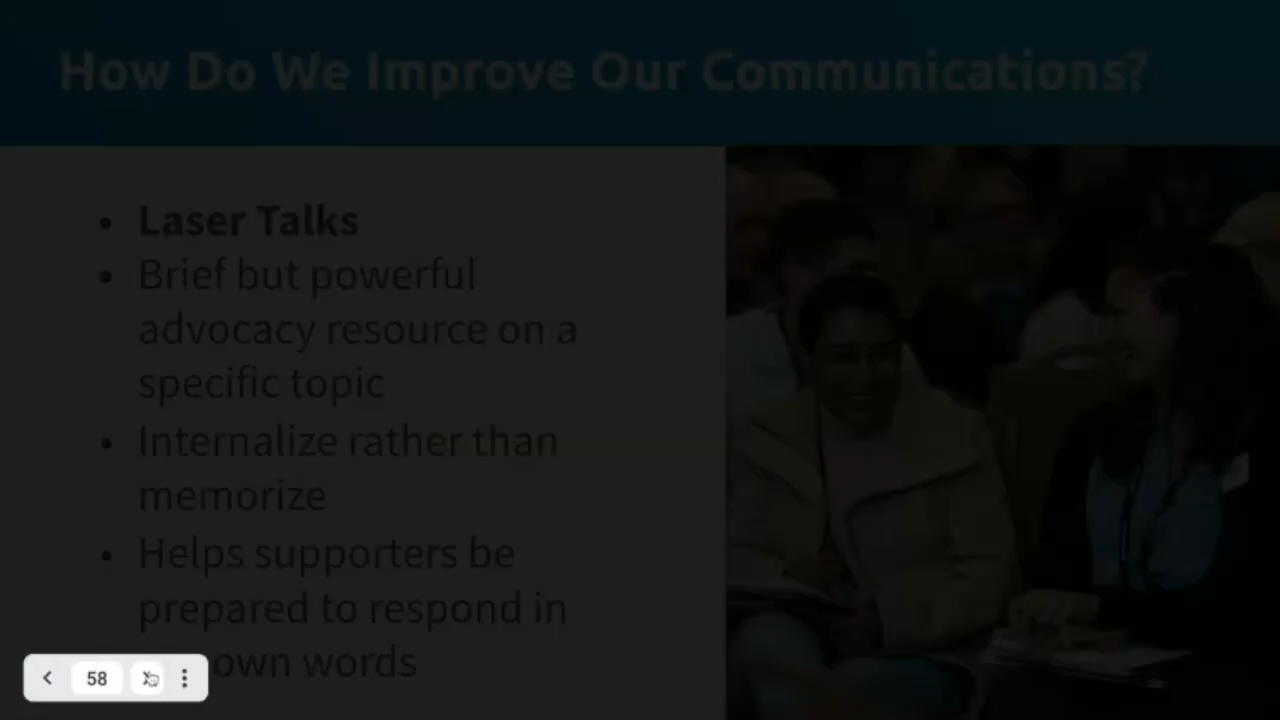 How Do We Improve Our Communications?
• Laser Talks
• Brief but powerful
advocacy resource on a
specific topic
• Internalize rather than
memorize
• Helps supporters be
prepared to respond in
own words
58